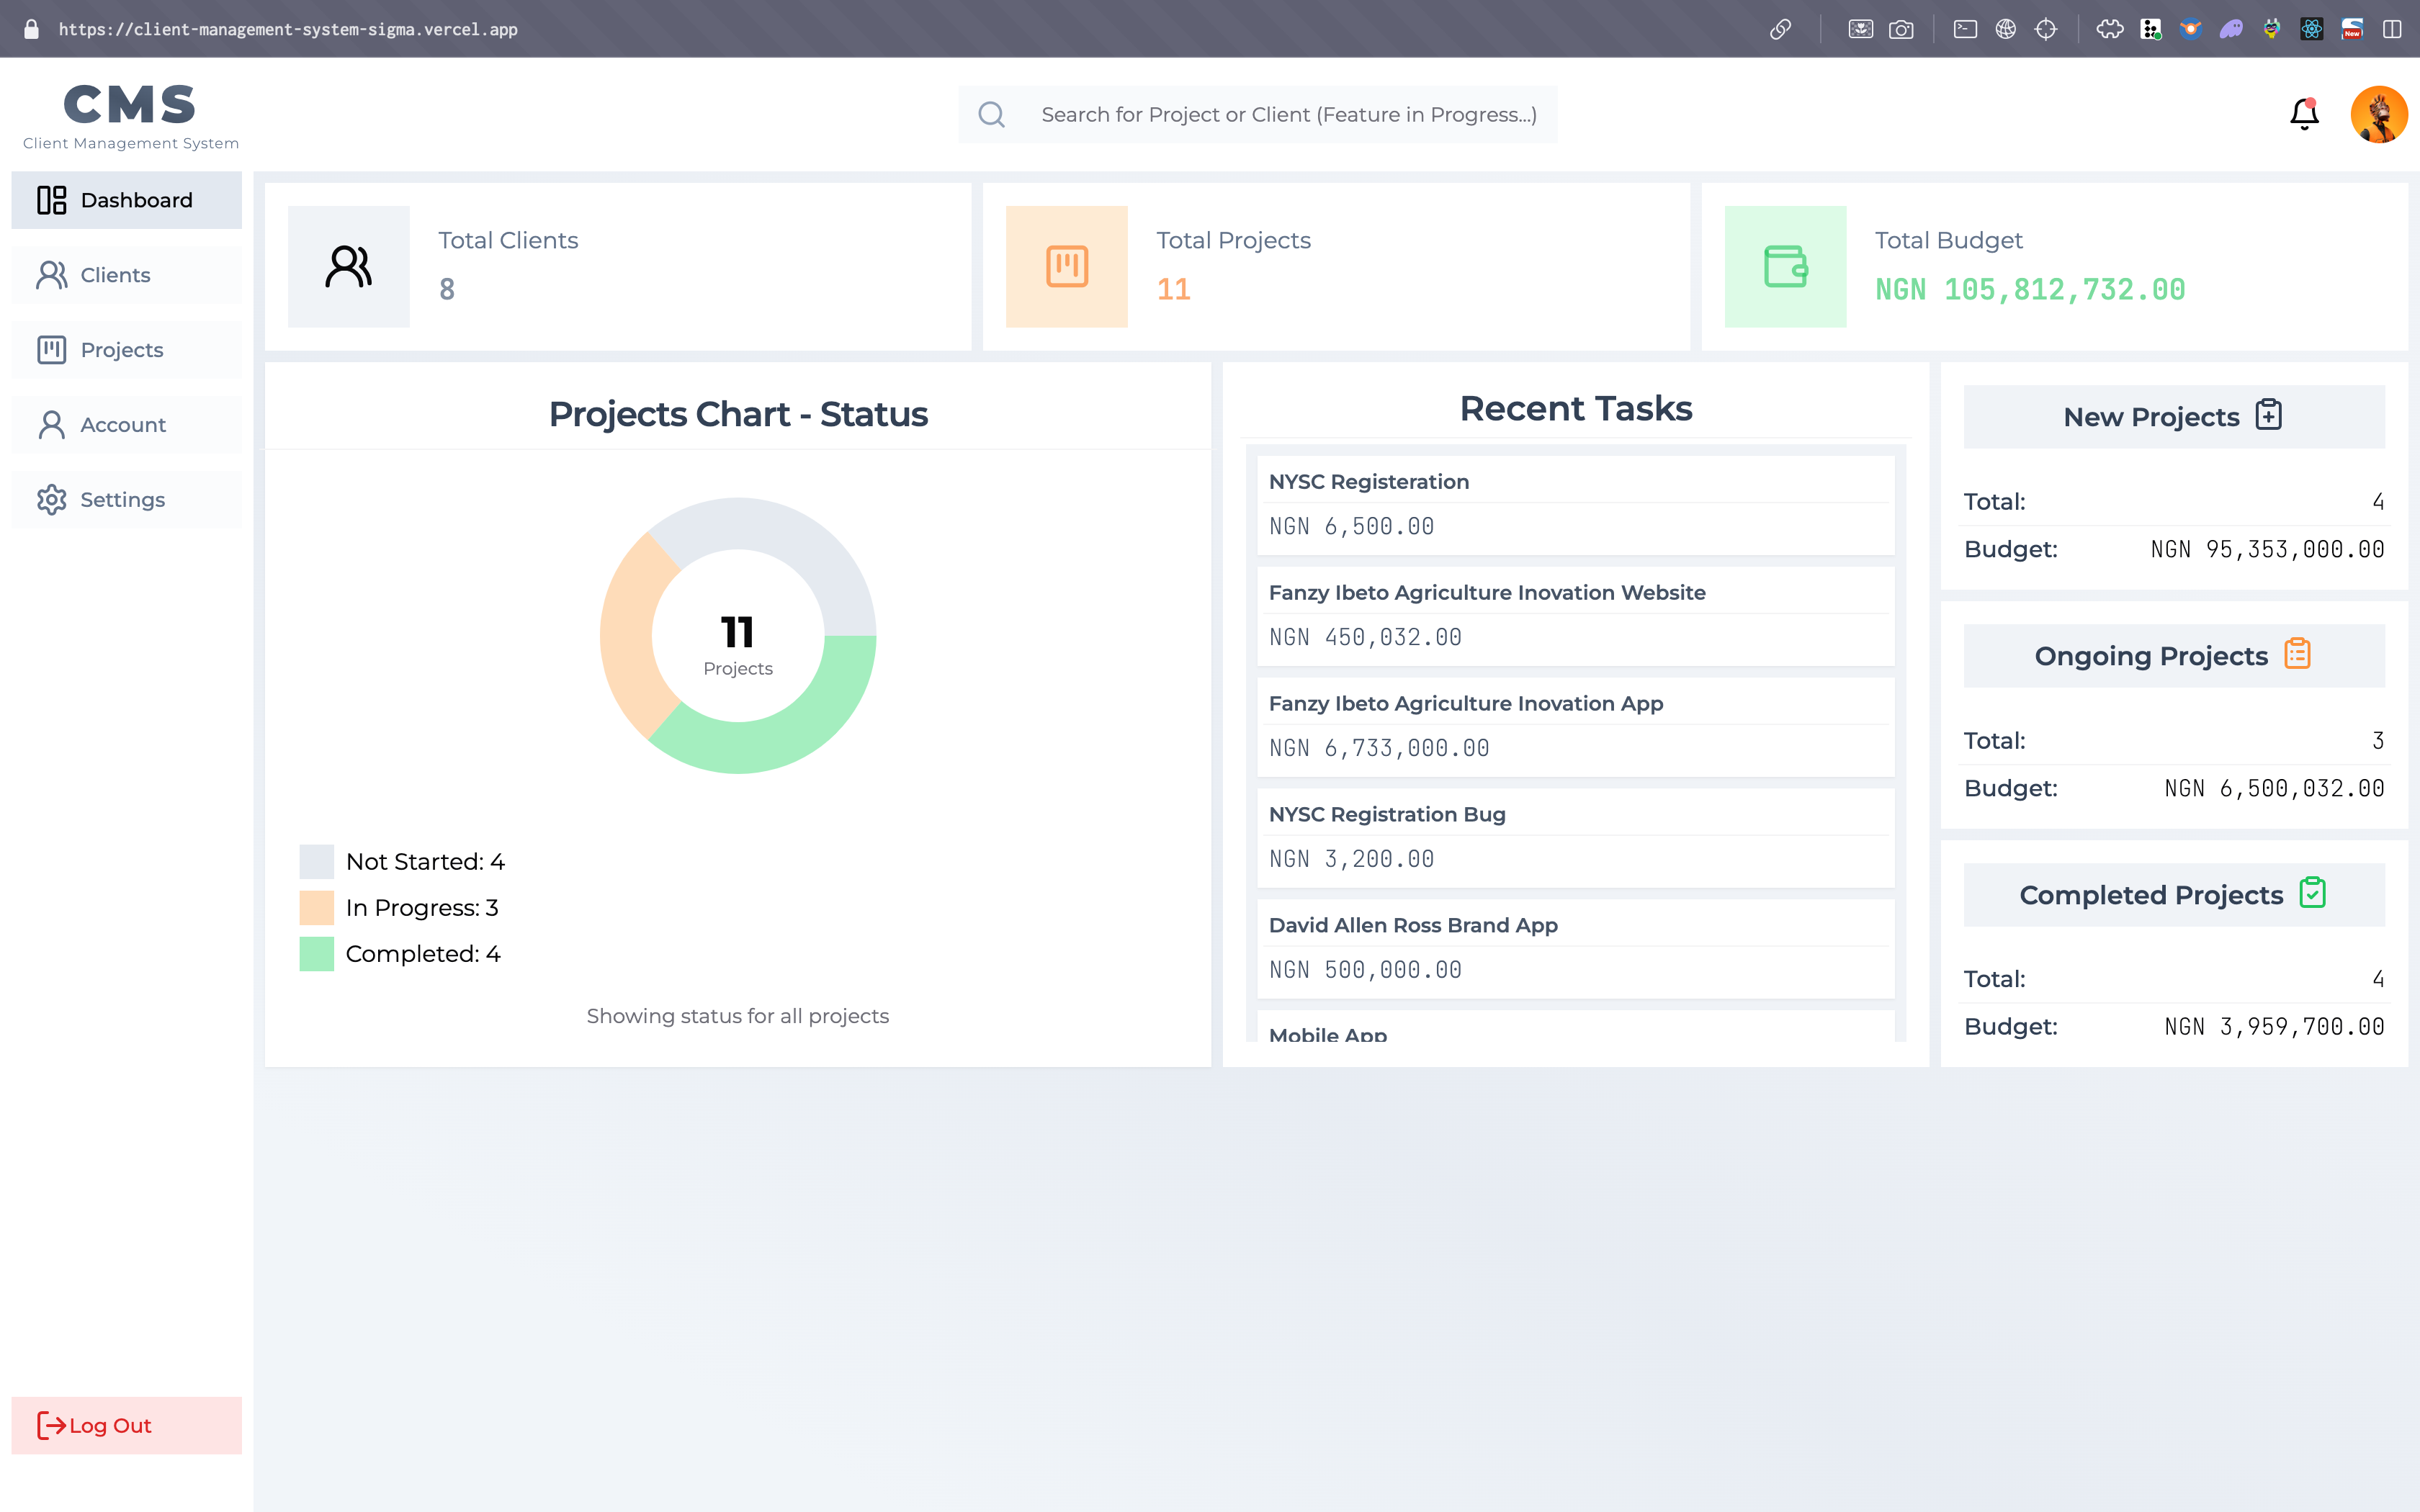 https://client-management-system-sigma.vercel.app
New
CMS
Client Management System
Search for Project or Client (Feature in Progress...)
Dashboard
Clients
Projects
Account
Settings
Log Out
Total Clients
8
Total Projects
11
Total Budget
NGN 105,812,732.00
Projects Chart - Status
11
Projects
Not Started: 4
In Progress: 3
Completed: 4
Showing status for all projects
Recent Tasks
NYSC Registeration
NGN 6,500.00
Fanzy Ibeto Agriculture Inovation Website
NGN 450,032.00
Fanzy Ibeto Agriculture Inovation App
NGN 6,733,000.00
NYSC Registration Bug
NGN 3,200.00
David Allen Ross Brand App
NGN 500,000.00
Mobile App
New Projects
Total: 4
Budget: NGN 95,353,000.00
Ongoing Projects
Total: 3
Budget: NGN 6,500,032.00
Completed Projects
Total: 4
Budget: NGN 3,959,700.00